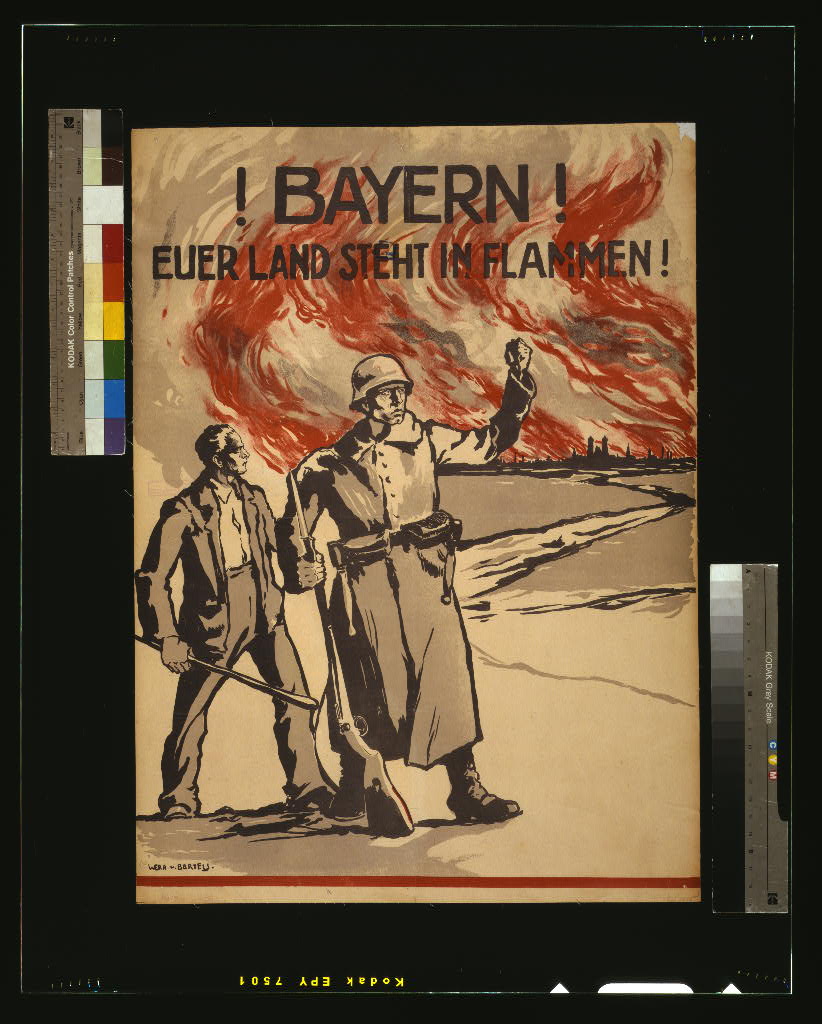 ! BAYERN !
EUER LAND STEHT IN FLAMMEN !
WERA v. BARTELS.
KODAK Color Control Patches
KODAK Gray Scale
C
Y
M
Kodak EPY 7501